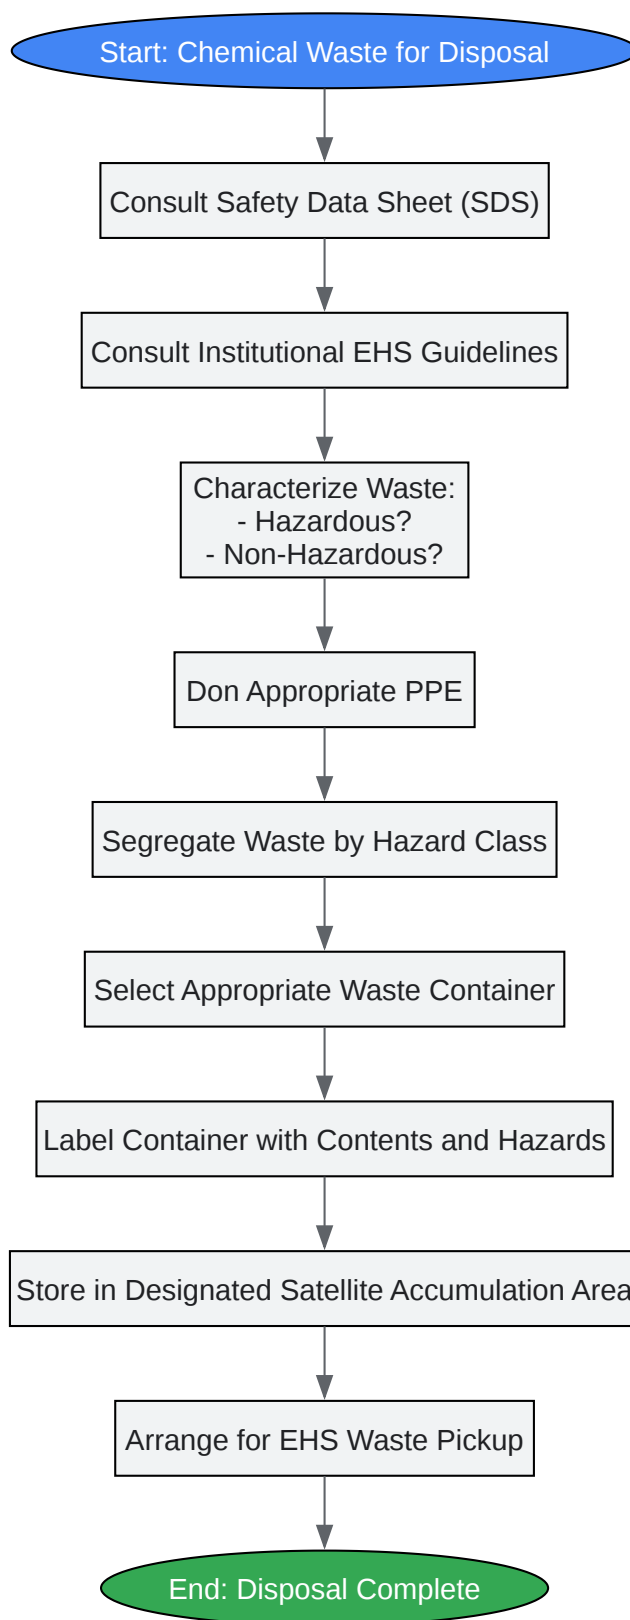 Start: Chemical Waste for Disposal
Consult Safety Data Sheet (SDS)
Consult Institutional EHS Guidelines
Characterize Waste:
- Hazardous?
- Non-Hazardous?
Don Appropriate PPE
Segregate Waste by Hazard Class
Select Appropriate Waste Container
Label Container with Contents and Hazards
Store in Designated Satellite Accumulation Area
Arrange for EHS Waste Pickup
End: Disposal Complete